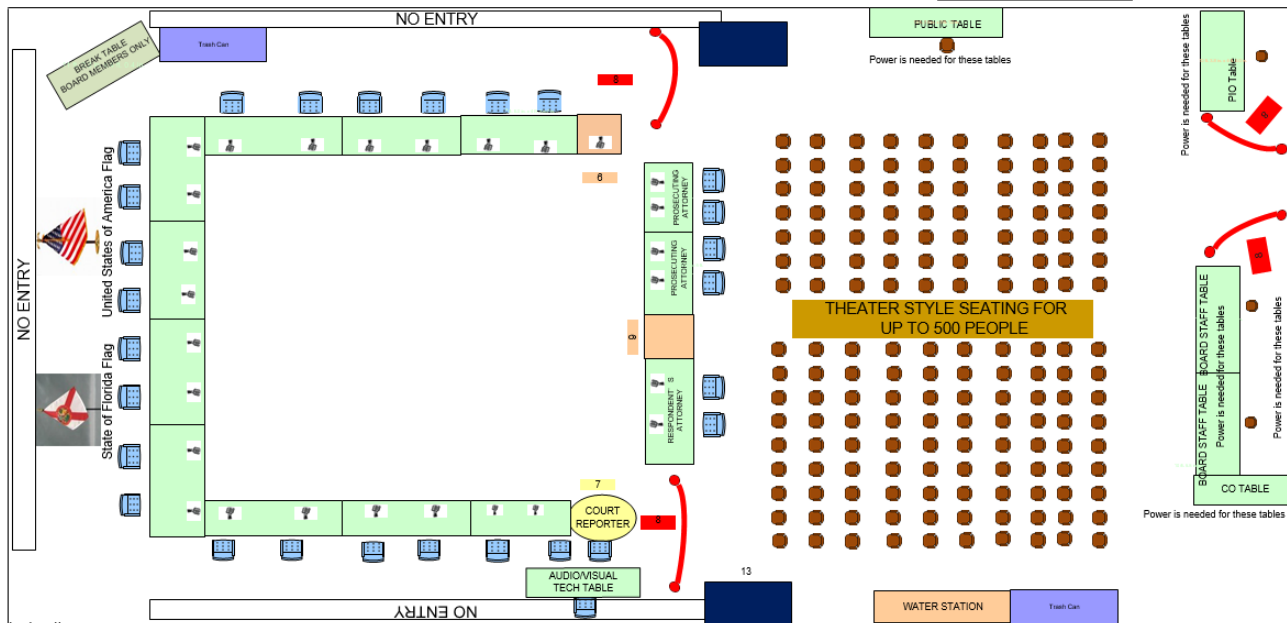 NO ENTRY
PUBLIC TABLE
Power is needed for these tables
BREAK TABLE
BOARD MEMBERS ONLY
Trash Can
8
PIO Table
Power is needed for these tables
8
6
United States of America Flag
NO ENTRY
State of Florida Flag
PROSECUTING
ATTORNEY
PROSECUTING
ATTORNEY
9
RESPONDENT`S
ATTORNEY
THEATER STYLE SEATING FOR
UP TO 500 PEOPLE
8
BOARD STAFF TABLE
Power is needed for these tables
BOARD STAFF TABLE
Power is needed for these tables
CO TABLE
Power is needed for these tables
7
COURT
REPORTER
8
AUDIO/VISUAL
TECH TABLE
13
NO ENTRY
WATER STATION
Trash Can